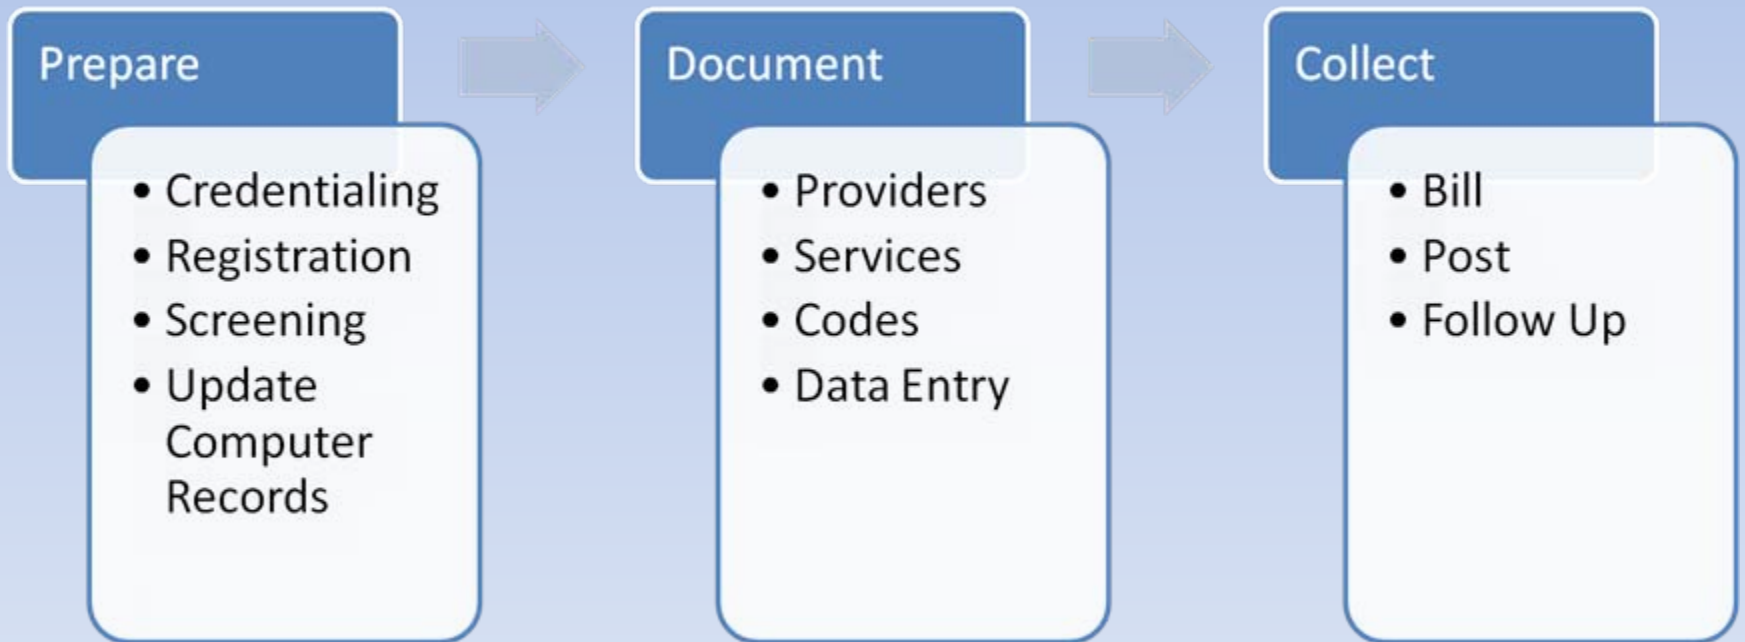 Prepare
• Credentialing
• Registration
• Screening
• Update
Computer
Records
Document
• Providers
• Services
• Codes
• Data Entry
Collect
• Bill
• Post
• Follow Up